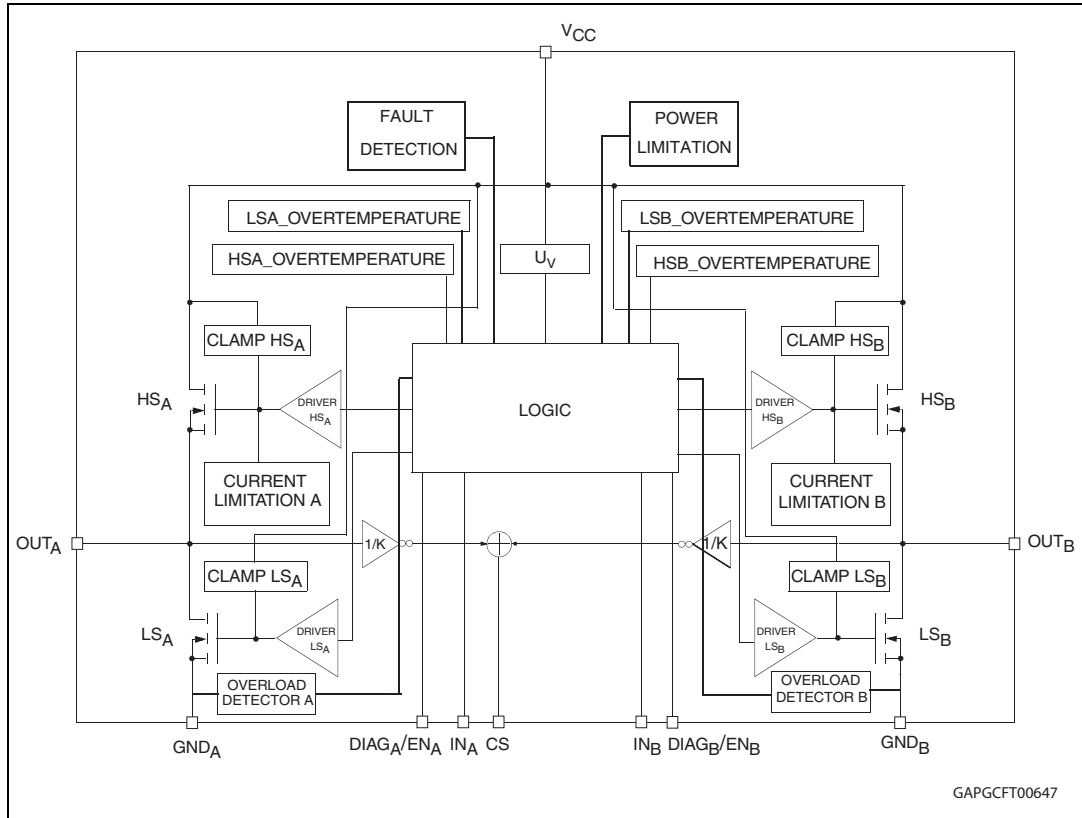 VCC
FAULT
DETECTION
POWER
LIMITATION
LSA_OVERTEMPERATURE
LSB_OVERTEMPERATURE
HSA_OVERTEMPERATURE
UV
HSB_OVERTEMPERATURE
CLAMP HSA
CLAMP HSB
HSA
DRIVER
HSA
LOGIC
DRIVER
HSB
HSB
CURRENT
LIMITATION A
CURRENT
LIMITATION B
OUTA
1/K
1/K
OUTB
CLAMP LSA
CLAMP LSB
LSA
DRIVER
LSA
DRIVER
LSB
LSB
OVERLOAD
DETECTOR A
OVERLOAD
DETECTOR B
GNDA
DIAGA/ENA
INA
CS
INB
DIAGB/ENB
GNDB
GAPGCFT00647